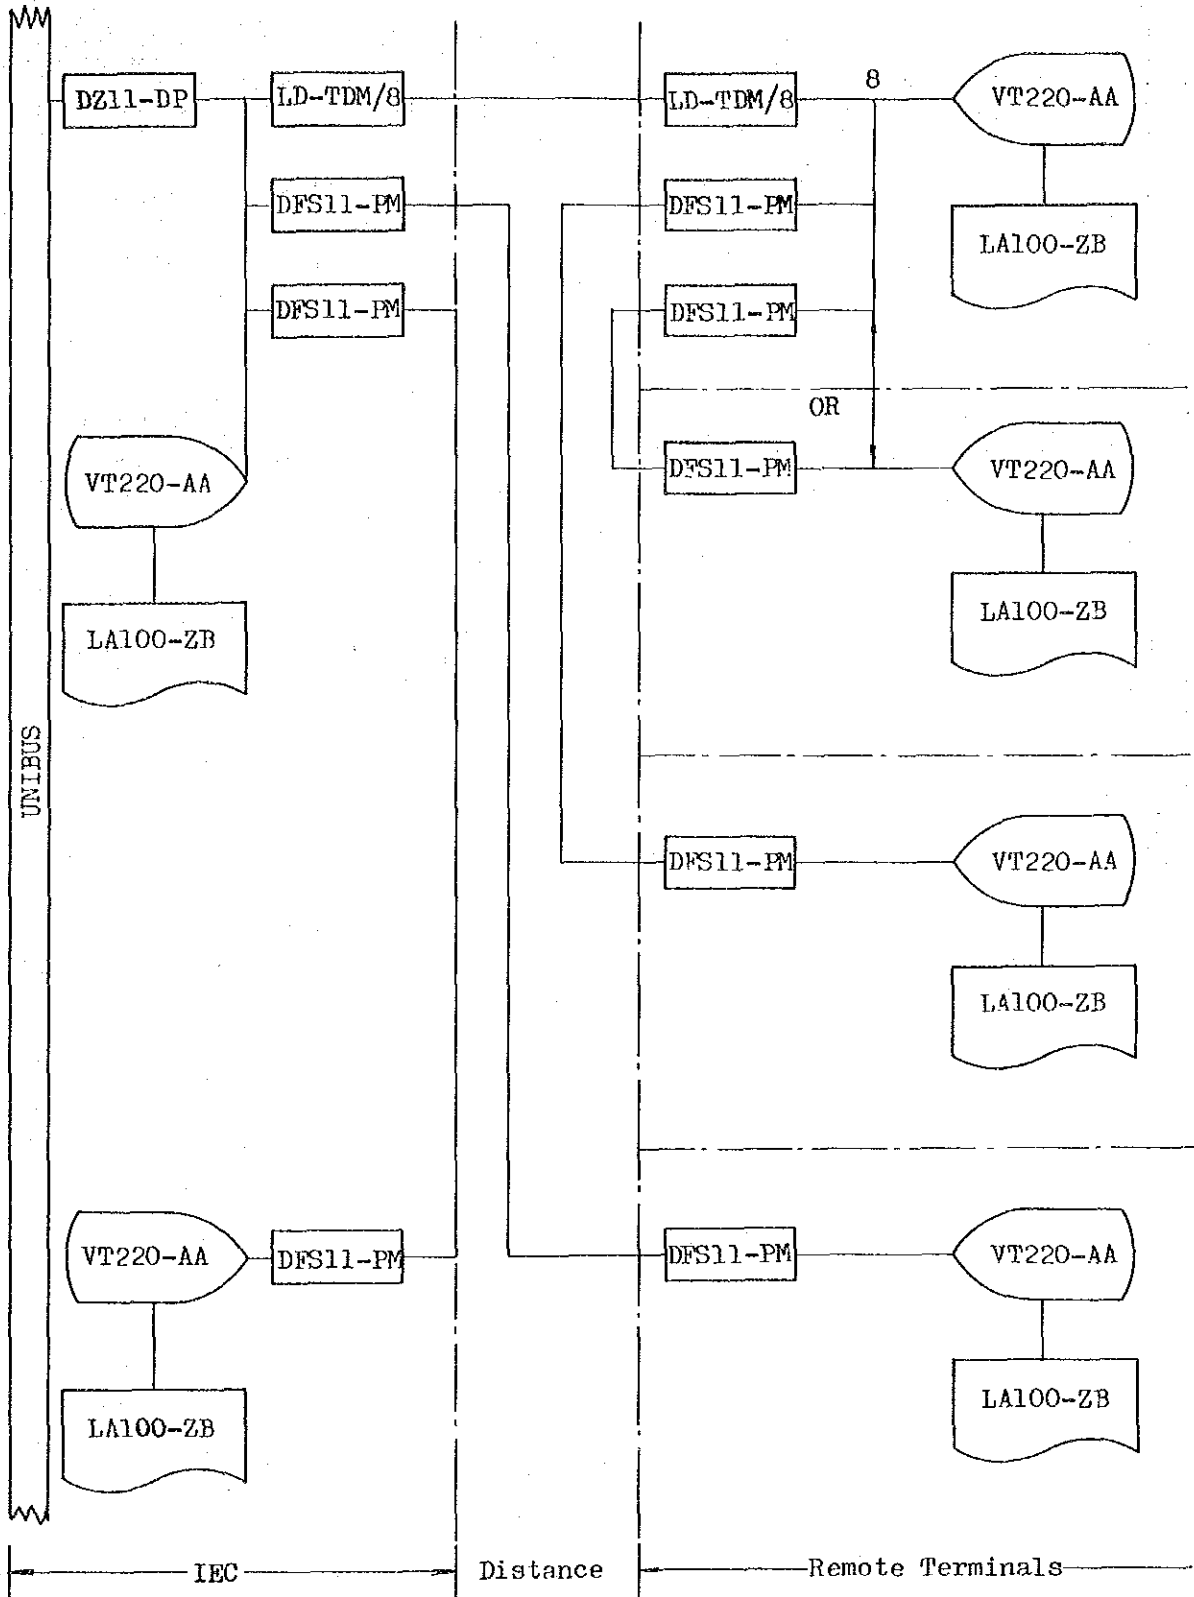 DZ11-DP
LD-TDM/8
LD-TDM/8
8
VT220-AA
DFS11-PM
DFS11-PM
LA100-ZB
DFS11-PM
DFS11-PM
OR
VT220-AA
DFS11-PM
VT220-AA
LA100-ZB
LA100-ZB
UNIBUS
DFS11-PM
VT220-AA
LA100-ZB
VT220-AA
DFS11-PM
DFS11-PM
VT220-AA
LA100-ZB
LA100-ZB
IEC
Distance
Remote Terminals